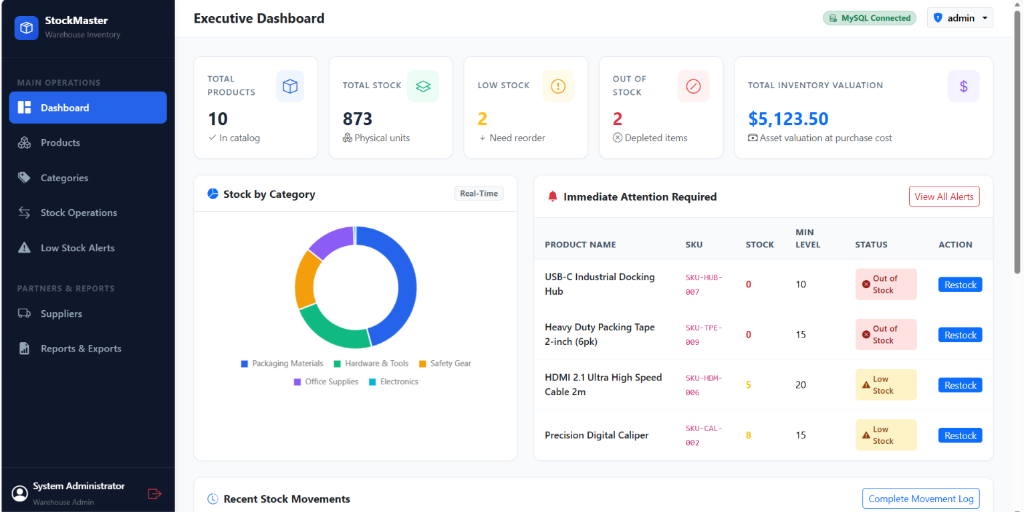 StockMaster
Warehouse Inventory
MAIN OPERATIONS
Dashboard
Products
Categories
Stock Operations
Low Stock Alerts
PARTNERS & REPORTS
Suppliers
Reports & Exports
System Administrator
Warehouse Admin
Executive Dashboard
MySQL Connected
admin
TOTAL
PRODUCTS
10
In catalog
TOTAL STOCK
873
Physical units
LOW STOCK
2
Need reorder
OUT OF
STOCK
2
Depleted items
TOTAL INVENTORY VALUATION
$
$5,123.50
Asset valuation at purchase cost
Stock by Category
Real-Time
Packaging Materials
Hardware & Tools
Safety Gear
Office Supplies
Electronics
Immediate Attention Required
View All Alerts
PRODUCT NAME SKU STOCK MIN LEVEL STATUS ACTION
USB-C Industrial Docking
Hub
SKU-HUB-
007
0
10
Out of
Stock
Restock
Heavy Duty Packing Tape
2-inch (6pk)
SKU-TPE-
009
0
15
Out of
Stock
Restock
HDMI 2.1 Ultra High Speed
Cable 2m
SKU-HDM-
006
5
20
Low
Stock
Restock
Precision Digital Caliper
SKU-CAL-
002
8
15
Low
Stock
Restock
Recent Stock Movements
Complete Movement Log